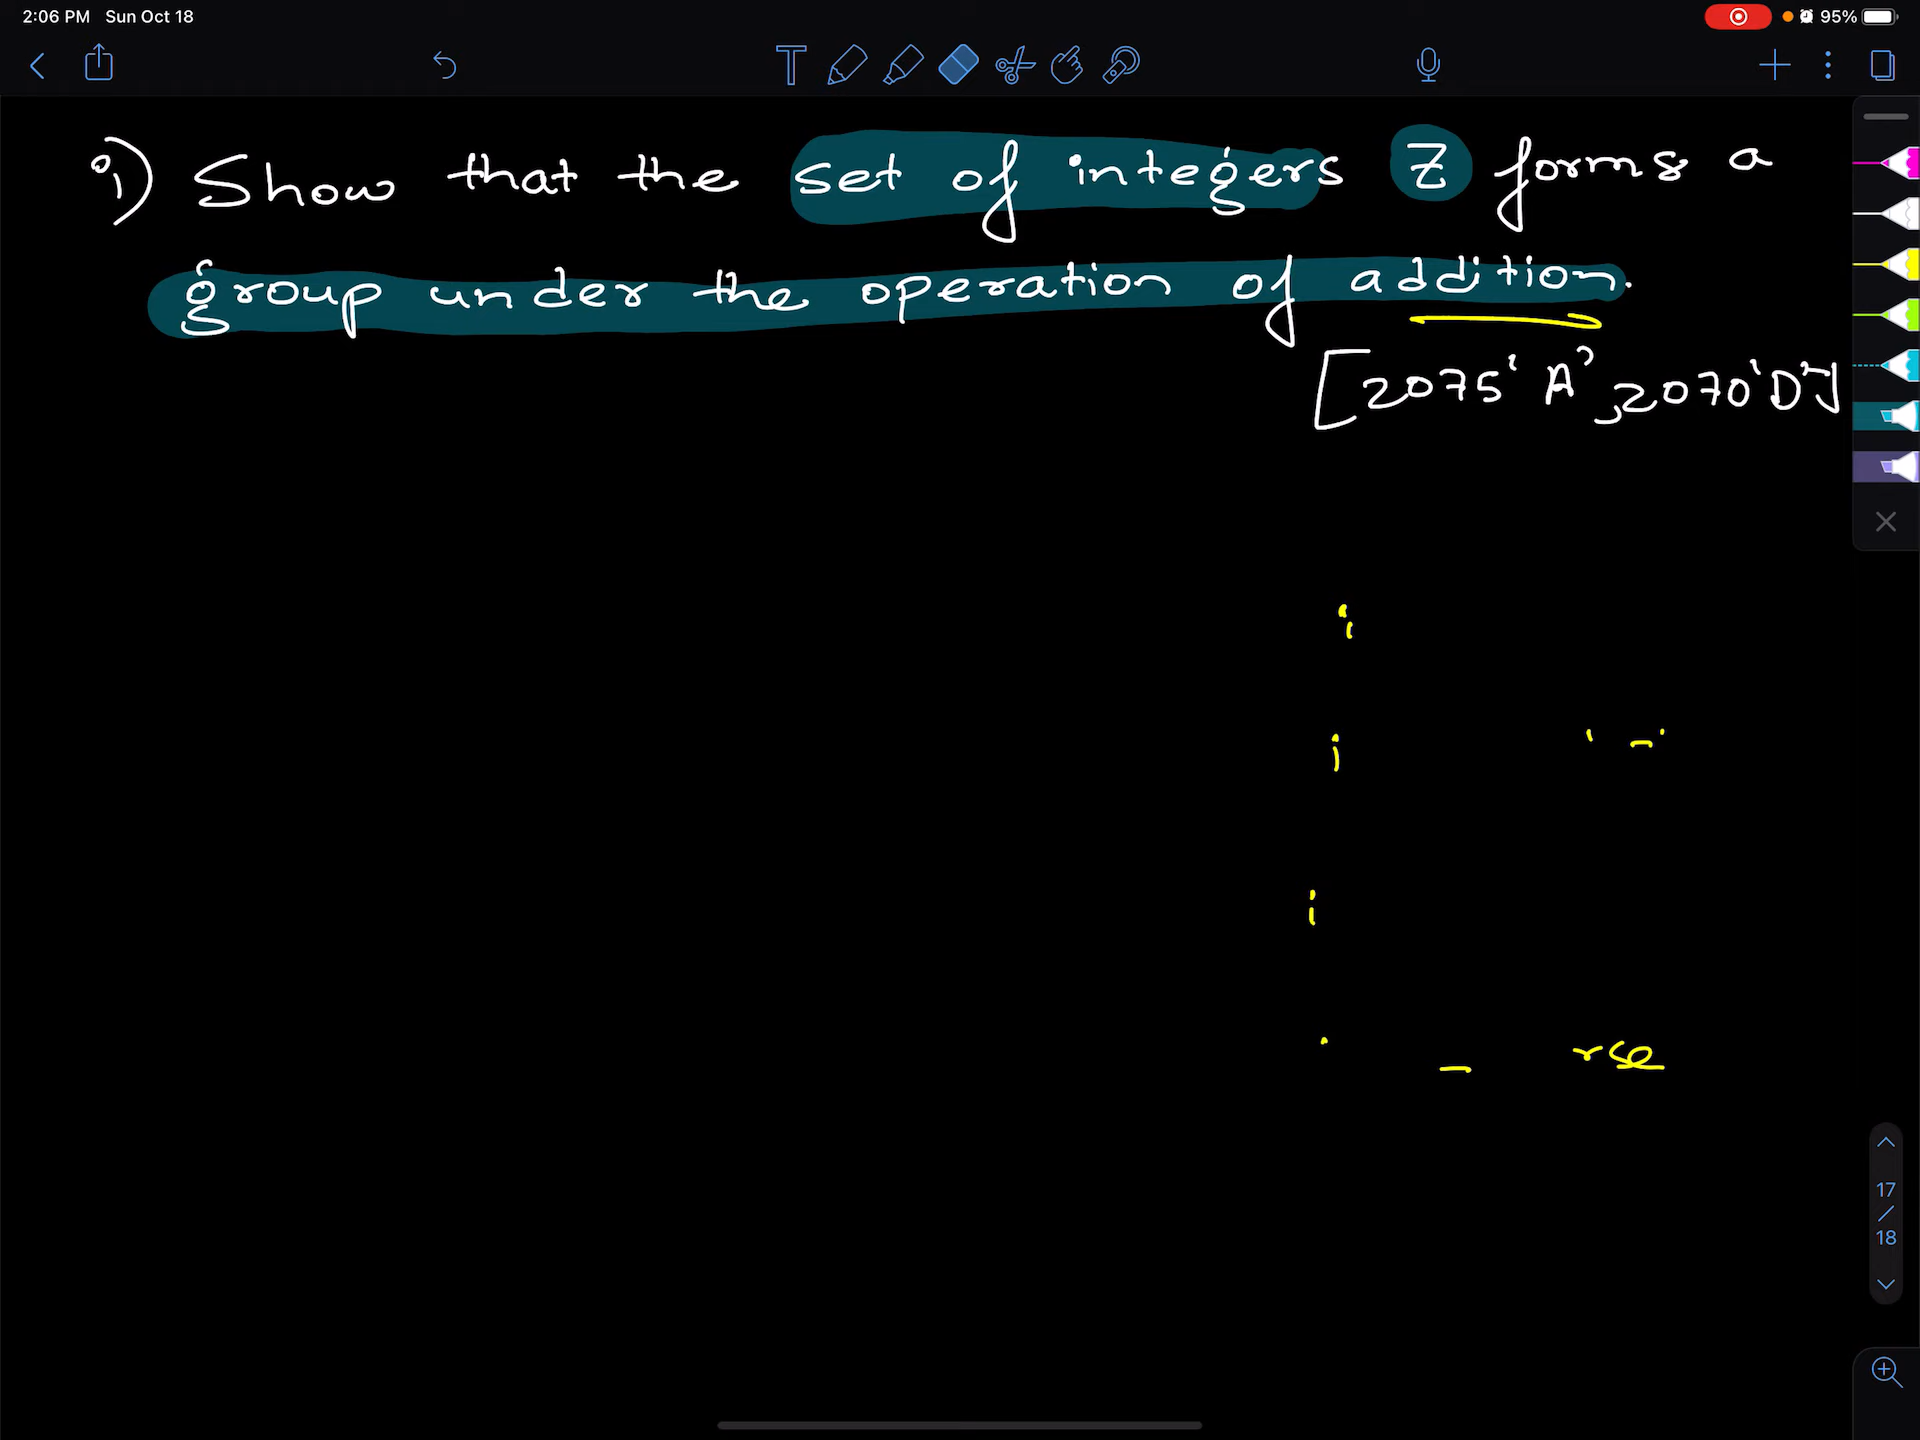 2:06 PM Sun Oct 18
95%
i) Show that the set of integers Z forms a
group under the operation of addition.
[2075 'A', 2070 'D']
i
i
i
rse
17
/
18